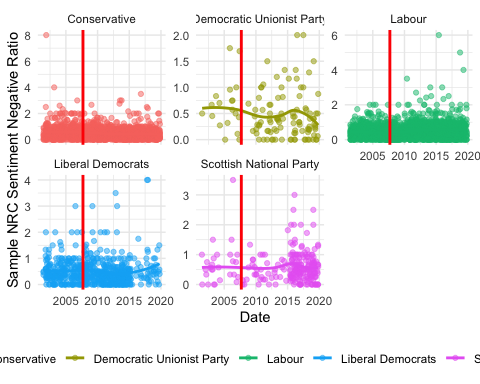 Conservative
Democratic Unionist Party
Labour
8
6
4
2
0
2.0
1.5
1.0
0.5
0.0
6
4
2
0
2005 2010 2015 2020
Liberal Democrats
Scottish National Party
4
3
2
1
0
3
2
1
0
2005 2010 2015 2020
2005 2010 2015 2020
Sample NRC Sentiment Negative Ratio
Date
onservative Democratic Unionist Party Labour Liberal Democrats S